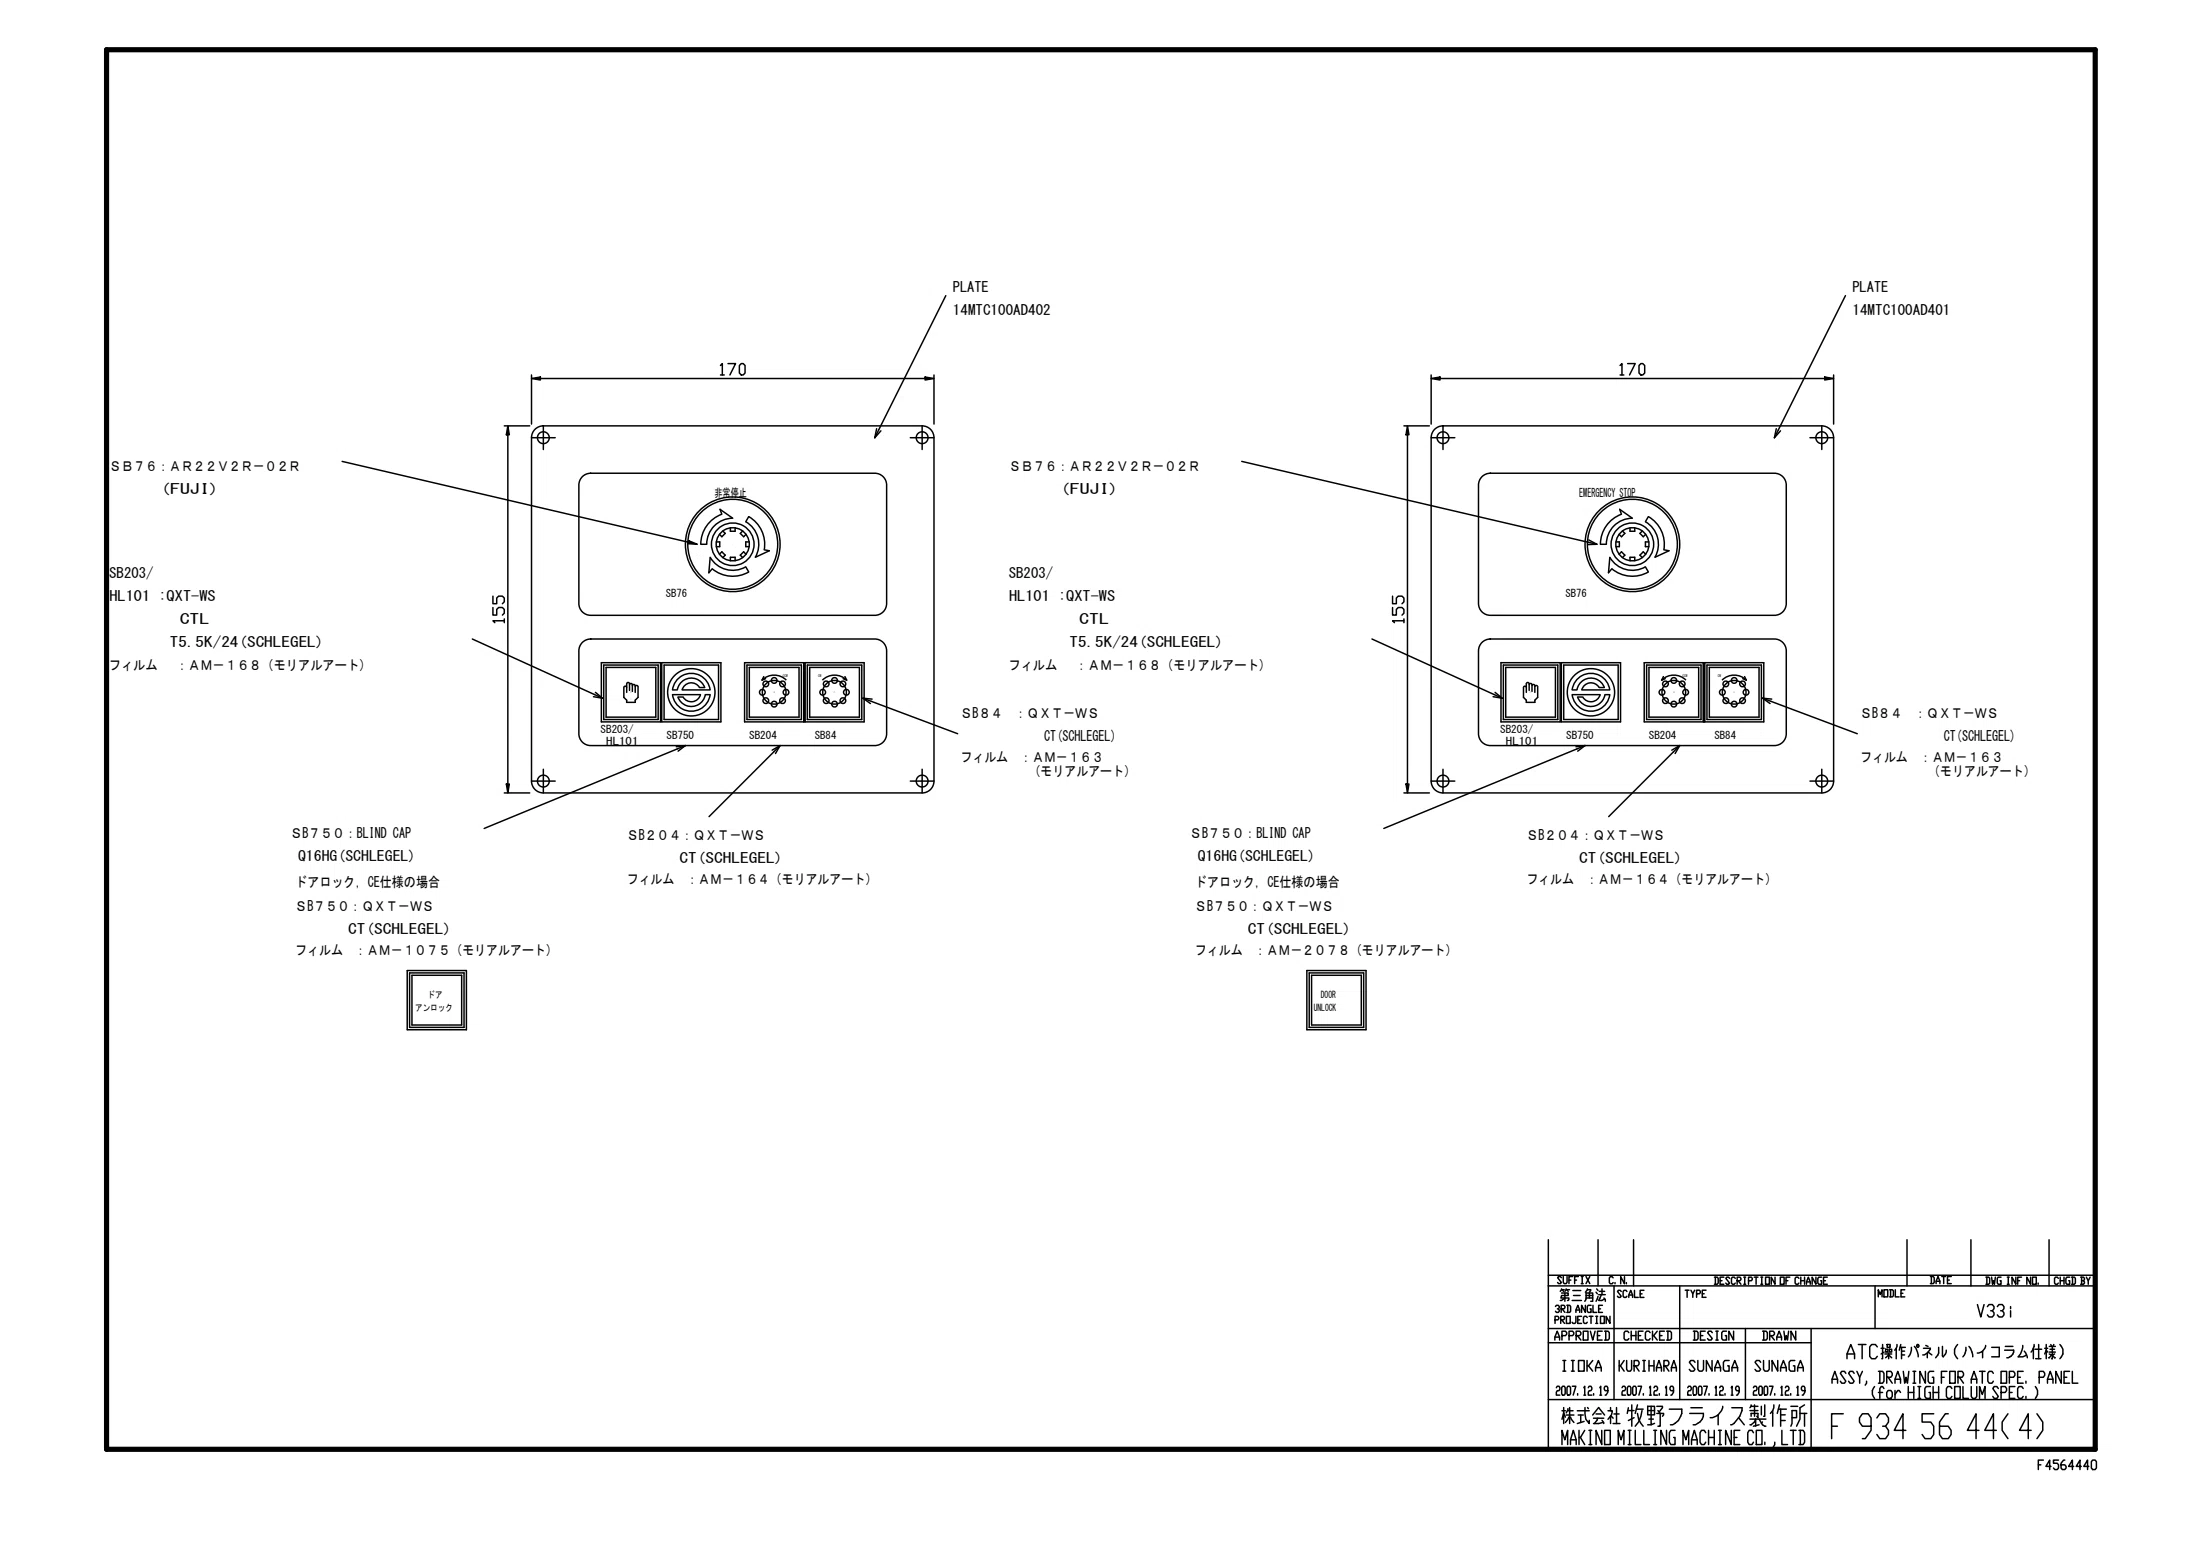 PLATE
14MTC100AD402
170
155
SB76:AR22V2R-02R
(FUJI)
非常停止
SB76
SB203/
HL101 :QXT-WS
CTL
T5.5K/24(SCHLEGEL)
フィルム :AM-168(モリアルアート)
SB203/
HL101
SB750
SB204
SB84
SB84 :QXT-WS
CT(SCHLEGEL)
フィルム :AM-163
(モリアルアート)
SB750:BLIND CAP
Q16HG(SCHLEGEL)
ドアロック, CE仕様の場合
SB750:QXT-WS
CT(SCHLEGEL)
フィルム :AM-1075(モリアルアート)
ドア
アンロック
SB204:QXT-WS
CT(SCHLEGEL)
フィルム :AM-164(モリアルアート)
PLATE
14MTC100AD401
170
155
SB76:AR22V2R-02R
(FUJI)
EMERGENCY STOP
SB76
SB203/
HL101 :QXT-WS
CTL
T5.5K/24(SCHLEGEL)
フィルム :AM-168(モリアルアート)
SB203/
HL101
SB750
SB204
SB84
SB84 :QXT-WS
CT(SCHLEGEL)
フィルム :AM-163
(モリアルアート)
SB750:BLIND CAP
Q16HG(SCHLEGEL)
ドアロック, CE仕様の場合
SB750:QXT-WS
CT(SCHLEGEL)
フィルム :AM-2078(モリアルアート)
DOOR
UNLOCK
SB204:QXT-WS
CT(SCHLEGEL)
フィルム :AM-164(モリアルアート)
SUFFIX C.N. DESCRIPTION OF CHANGE DATE DWG INF NO. CHGD BY
第三角法
3RD ANGLE
PROJECTION
SCALE
TYPE
MODLE
V33i
APPROVED CHECKED DESIGN DRAWN
IIOKA KURIHARA SUNAGA SUNAGA
2007.12.19 2007.12.19 2007.12.19 2007.12.19
ATC操作パネル(ハイコラム仕様)
ASSY, DRAWING FOR ATC OPE. PANEL
(for HIGH COLUM SPEC.)
株式会社 牧野フライス製作所
MAKINO MILLING MACHINE CO.,LTD
F 934 56 44(4)
F4564440